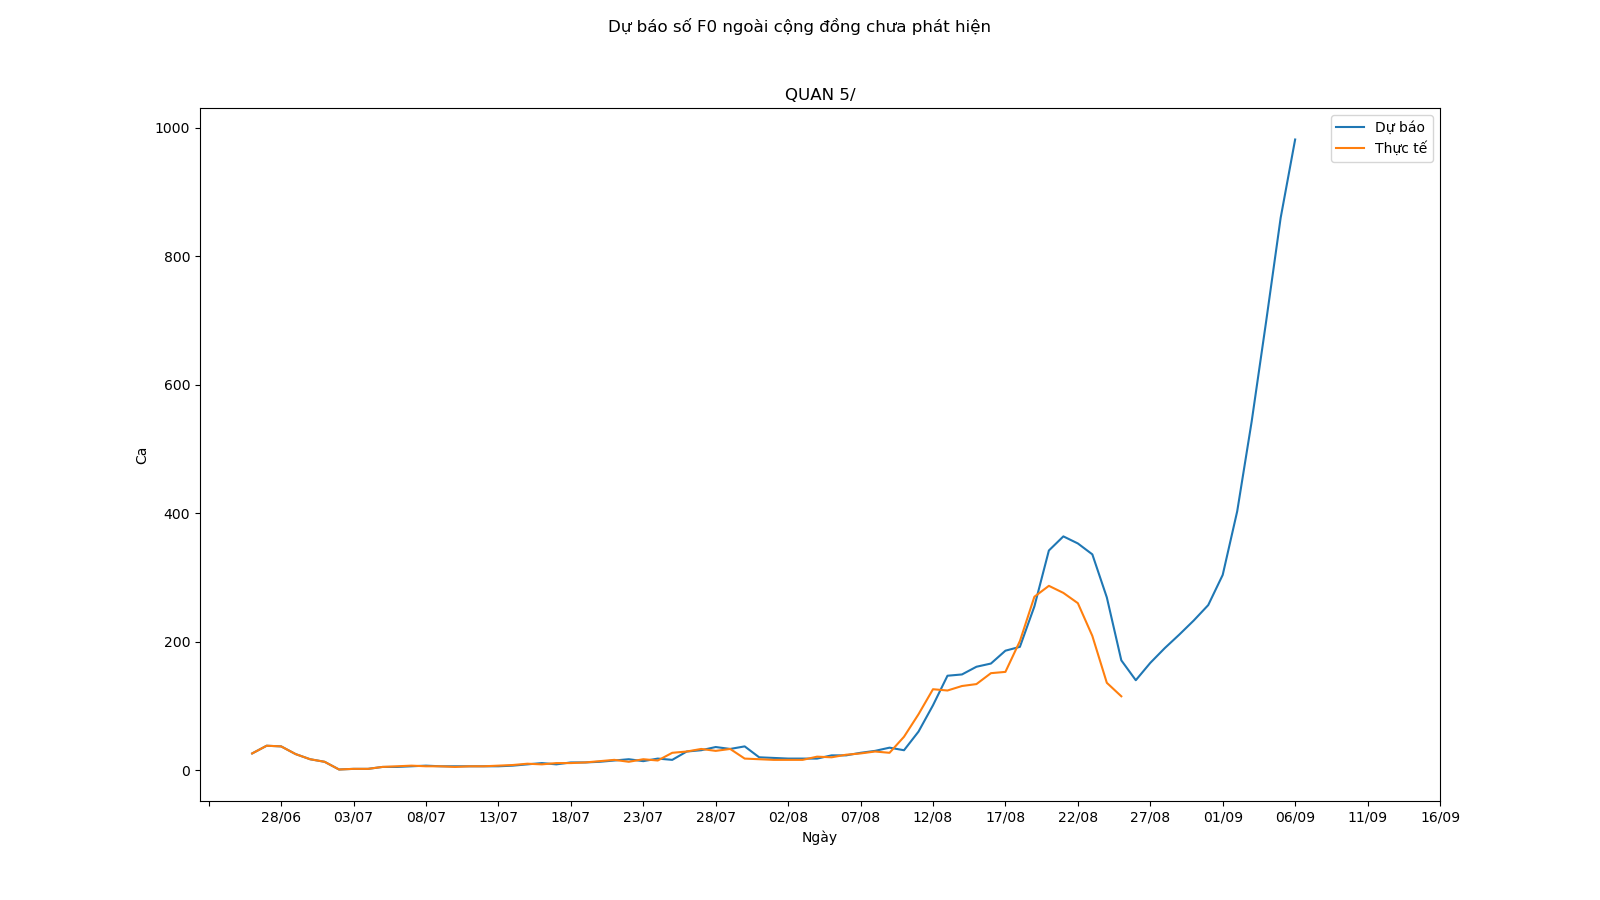 Dự báo số F0 ngoài cộng đồng chưa phát hiện
QUAN 5/
Dự báo
Thực tế
1000
800
600
400
200
0
Ca
28/06 03/07 08/07 13/07 18/07 23/07 28/07 02/08 07/08 12/08 17/08 22/08 27/08 01/09 06/09 11/09 16/09
Ngày